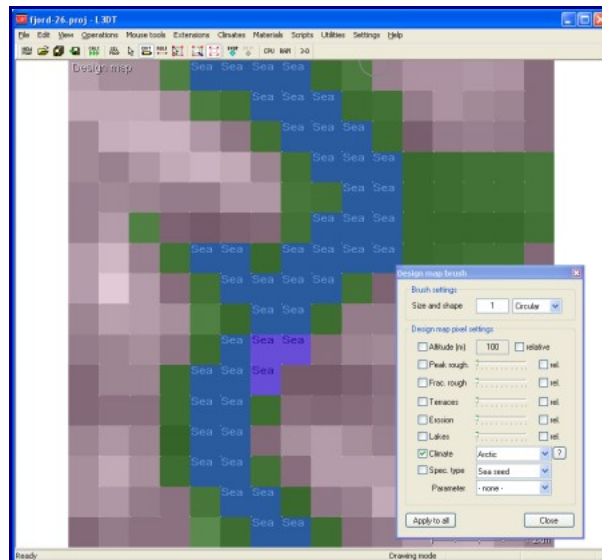 fjord-26.proj - L3DT
File Edit View Operations Mouse tools Extensions Climates Materials Scripts Utilities Settings Help
CPU RAM 3-D
Design map
Sea Sea Sea Sea
Sea Sea Sea
Sea Sea Sea
Sea Sea Sea
Sea Sea
Sea Sea Sea
Sea Sea Sea Sea Sea Sea
Sea Sea Sea Sea Sea
Sea Sea
Sea Sea Sea
Sea Sea
Sea Sea
Sea Sea
Sea Sea
Sea Sea
Sea Sea Sea
Design map brush
Brush settings
Size and shape 1 Circular
Design map pixel settings
Altitude (m) 100 relative
Peak rough. rel.
Frac. rough rel.
Terraces rel.
Erosion rel.
Lakes rel.
Climate Arctic ?
Spec. type Sea seed
Parameter - none -
Apply to all Close
Ready Drawing mode